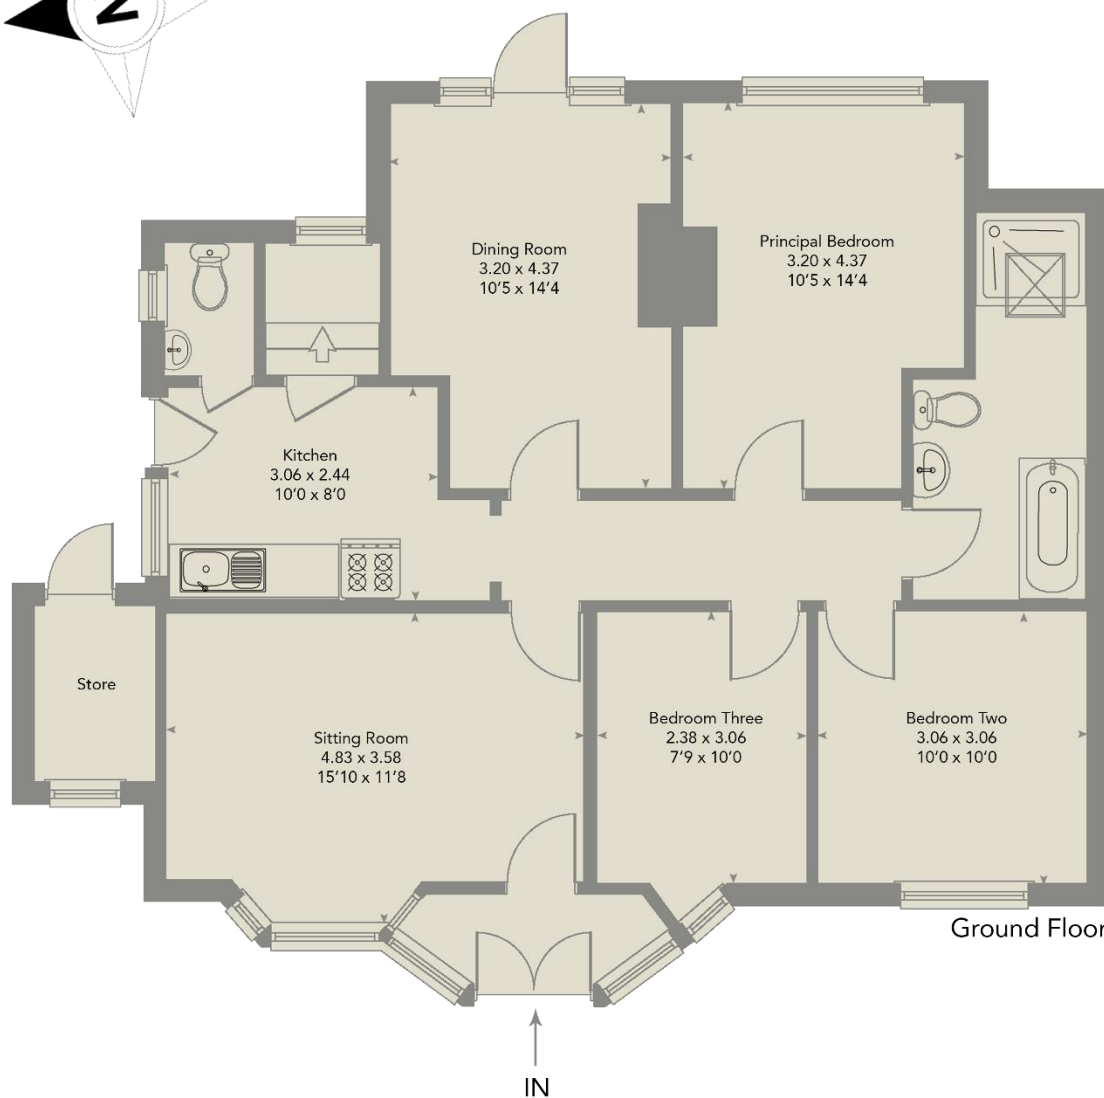 N
Dining Room
3.20 x 4.37
10'5 x 14'4
Principal Bedroom
3.20 x 4.37
10'5 x 14'4
Kitchen
3.06 x 2.44
10'0 x 8'0
Store
Sitting Room
4.83 x 3.58
15'10 x 11'8
Bedroom Three
2.38 x 3.06
7'9 x 10'0
Bedroom Two
3.06 x 3.06
10'0 x 10'0
Ground Floor
IN